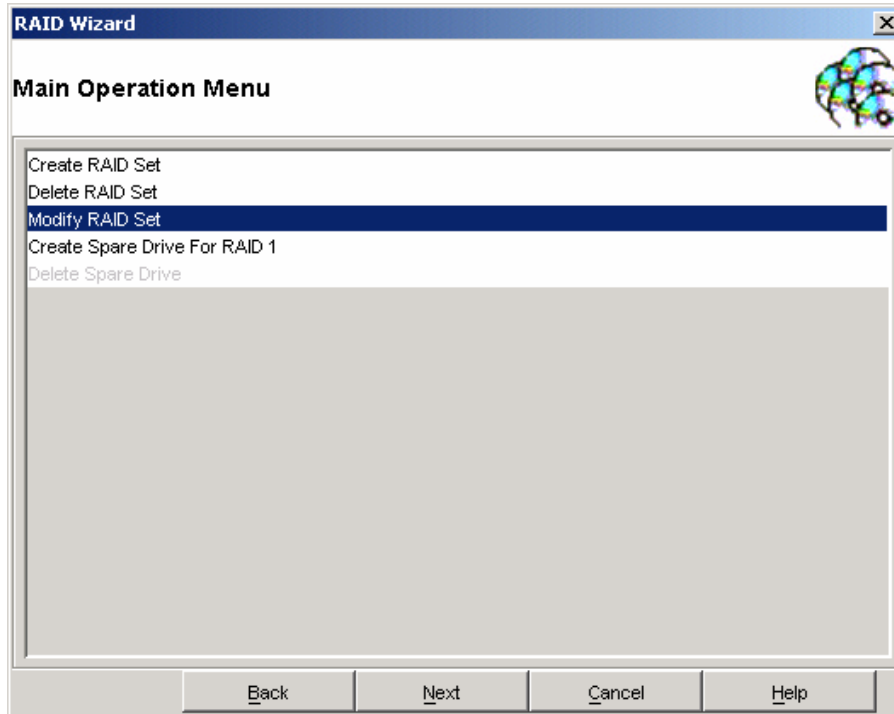 RAID Wizard
Main Operation Menu
Create RAID Set
Delete RAID Set
Modify RAID Set
Create Spare Drive For RAID 1
Delete Spare Drive
Back Next Cancel Help